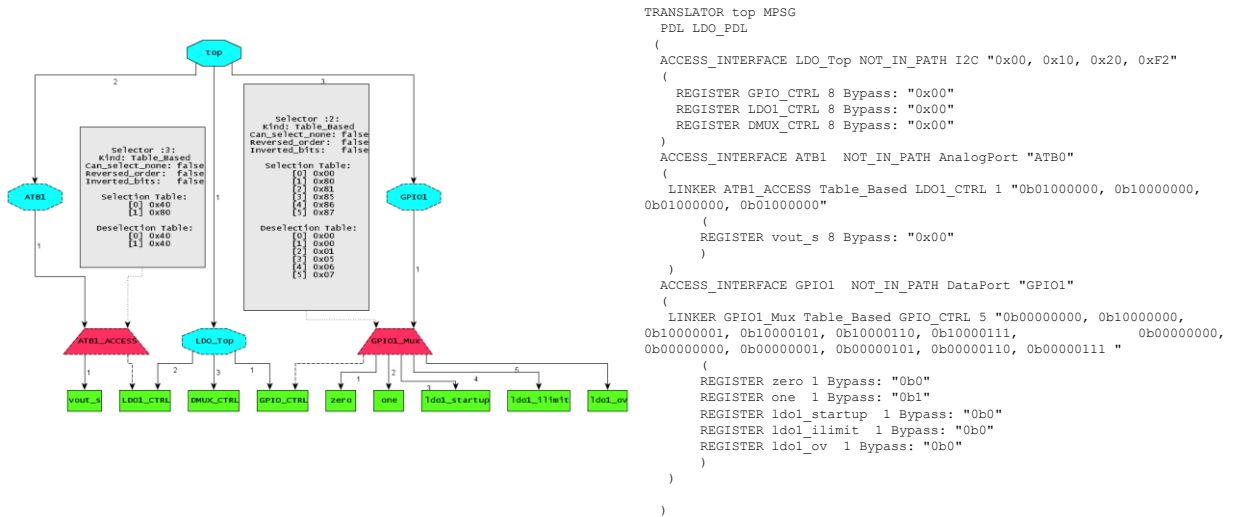 top
2
3
Selector :2:
Kind: Table_Based
Can_select_none: false
Reversed_order: false
Inverted_bits: false
Selection Table:
[0] 0x00
[1] 0x80
[2] 0x81
[3] 0x85
[4] 0x86
[5] 0x87
Deselection Table:
[0] 0x00
[1] 0x00
[2] 0x01
[3] 0x05
[4] 0x06
[5] 0x07
Selector :3:
Kind: Table_Based
Can_select_none: false
Reversed_order: false
Inverted_bits: false
Selection Table:
[0] 0x40
[1] 0x80
Deselection Table:
[0] 0x40
[1] 0x40
ATB1
1
GPIO1
1
1
ATB1_ACCESS
LDO_Top
GPIO1_Mux
1
2
3
1
1
2
3
4
5
vout_s
LDO1_CTRL
DMUX_CTRL
GPIO_CTRL
zero
one
ldo1_startup
ldo1_ilimit
ldo1_ov
TRANSLATOR top MPSG
PDL LDO_PDL
(
ACCESS_INTERFACE LDO_Top NOT_IN_PATH I2C "0x00, 0x10, 0x20, 0xF2"
(
REGISTER GPIO_CTRL 8 Bypass: "0x00"
REGISTER LDO1_CTRL 8 Bypass: "0x00"
REGISTER DMUX_CTRL 8 Bypass: "0x00"
)
ACCESS_INTERFACE ATB1 NOT_IN_PATH AnalogPort "ATB0"
(
LINKER ATB1_ACCESS Table_Based LDO1_CTRL 1 "0b01000000, 0b10000000,
0b01000000, 0b01000000"
(
REGISTER vout_s 8 Bypass: "0x00"
)
)
ACCESS_INTERFACE GPIO1 NOT_IN_PATH DataPort "GPIO1"
(
LINKER GPIO1_Mux Table_Based GPIO_CTRL 5 "0b00000000, 0b10000000,
0b10000001, 0b10000101, 0b10000110, 0b10000111, 0b00000000,
0b00000000, 0b00000001, 0b00000101, 0b00000110, 0b00000111 "
(
REGISTER zero 1 Bypass: "0b0"
REGISTER one 1 Bypass: "0b1"
REGISTER ldo1_startup 1 Bypass: "0b0"
REGISTER ldo1_ilimit 1 Bypass: "0b0"
REGISTER ldo1_ov 1 Bypass: "0b0"
)
)
)